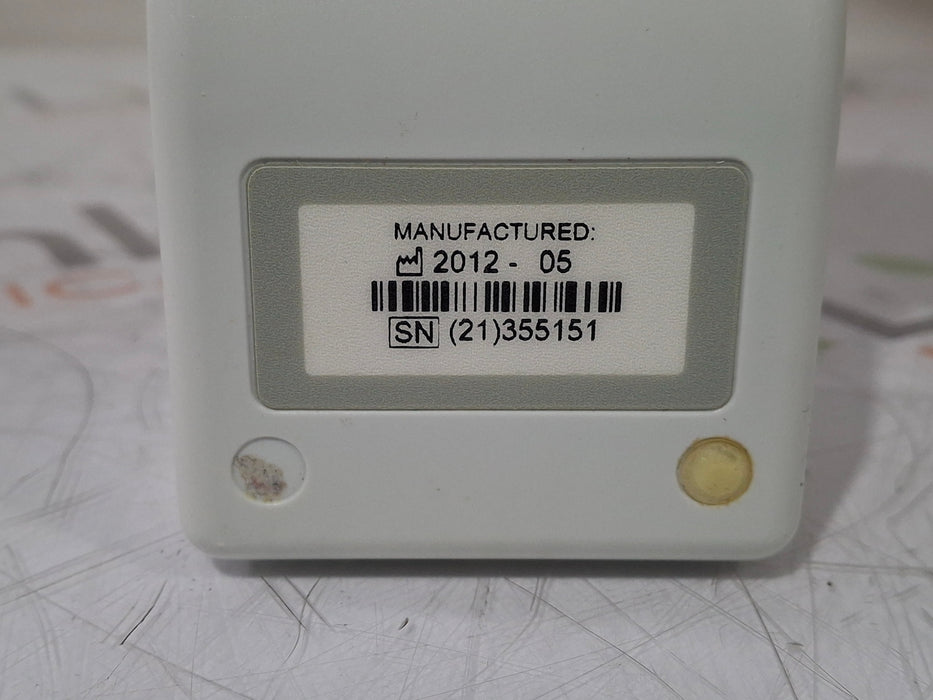 MANUFACTURED:
2012 - 05
SN (21)355151